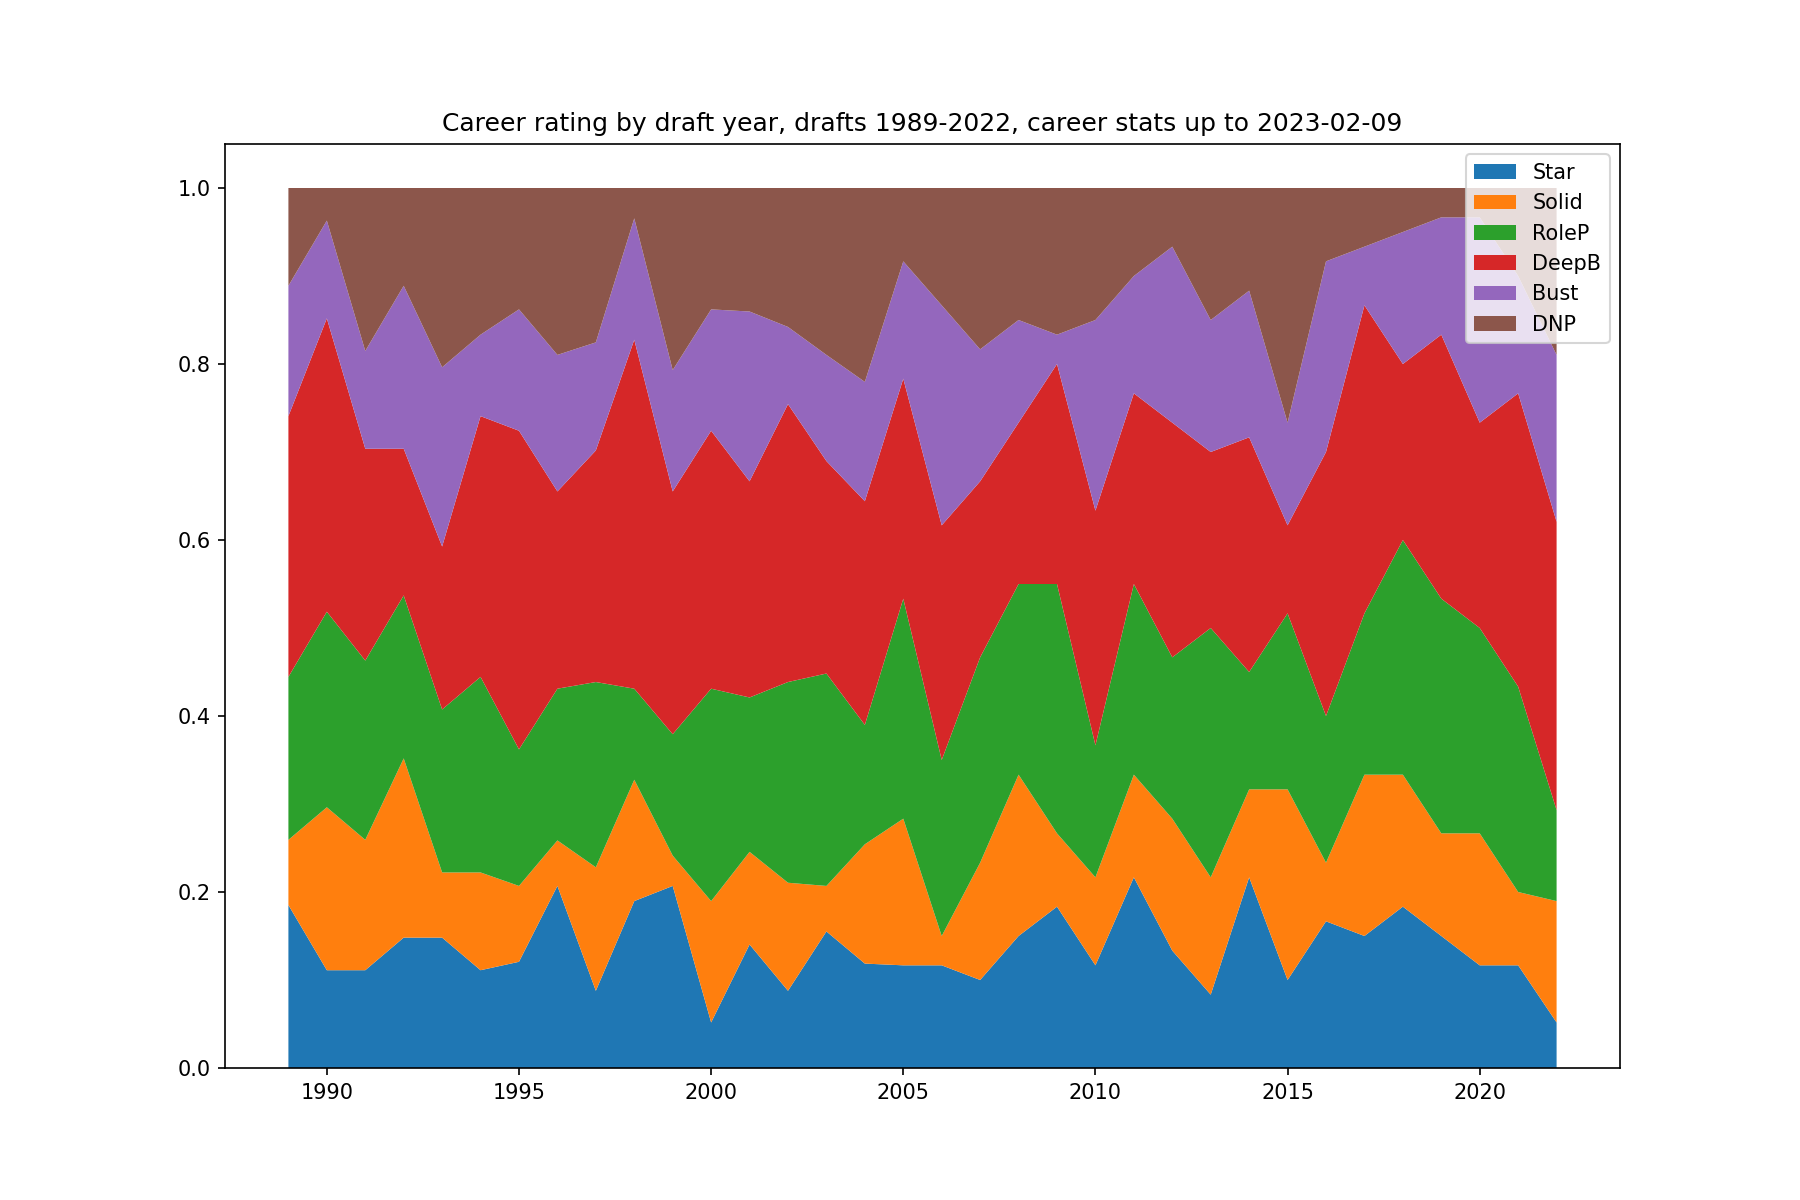 Career rating by draft year, drafts 1989-2022, career stats up to 2023-02-09
Star
Solid
RoleP
DeepB
Bust
DNP
1.0
0.8
0.6
0.4
0.2
0.0
1990 1995 2000 2005 2010 2015 2020